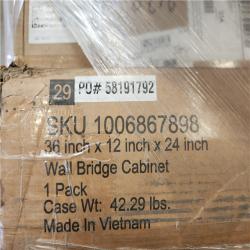 29 PO# 58191792
SKU 1006867898
36 inch x 12 inch x 24 inch
Wall Bridge Cabinet
1 Pack
Case Wt: 42.29 lbs.
Made in Vietnam